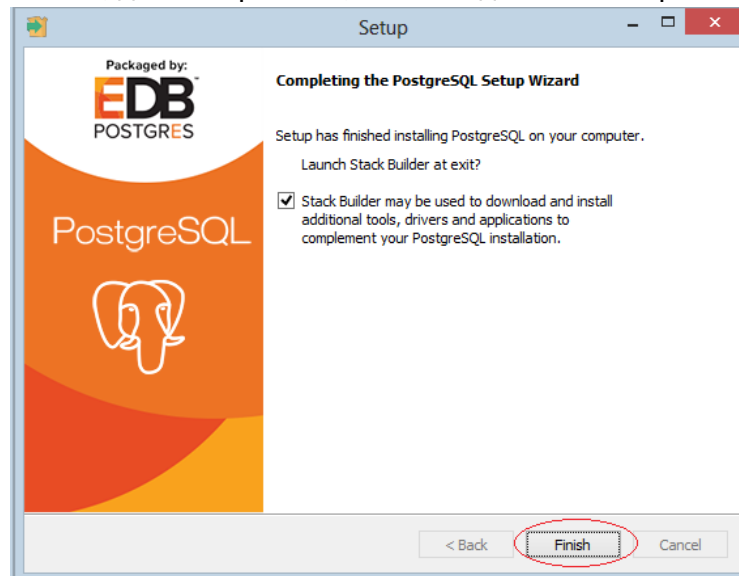 Setup
Packaged by:
EDB
POSTGRES
PostgreSQL
Completing the PostgreSQL Setup Wizard
Setup has finished installing PostgreSQL on your computer.
Launch Stack Builder at exit?
Stack Builder may be used to download and install
additional tools, drivers and applications to
complement your PostgreSQL installation.
< Back
Finish
Cancel